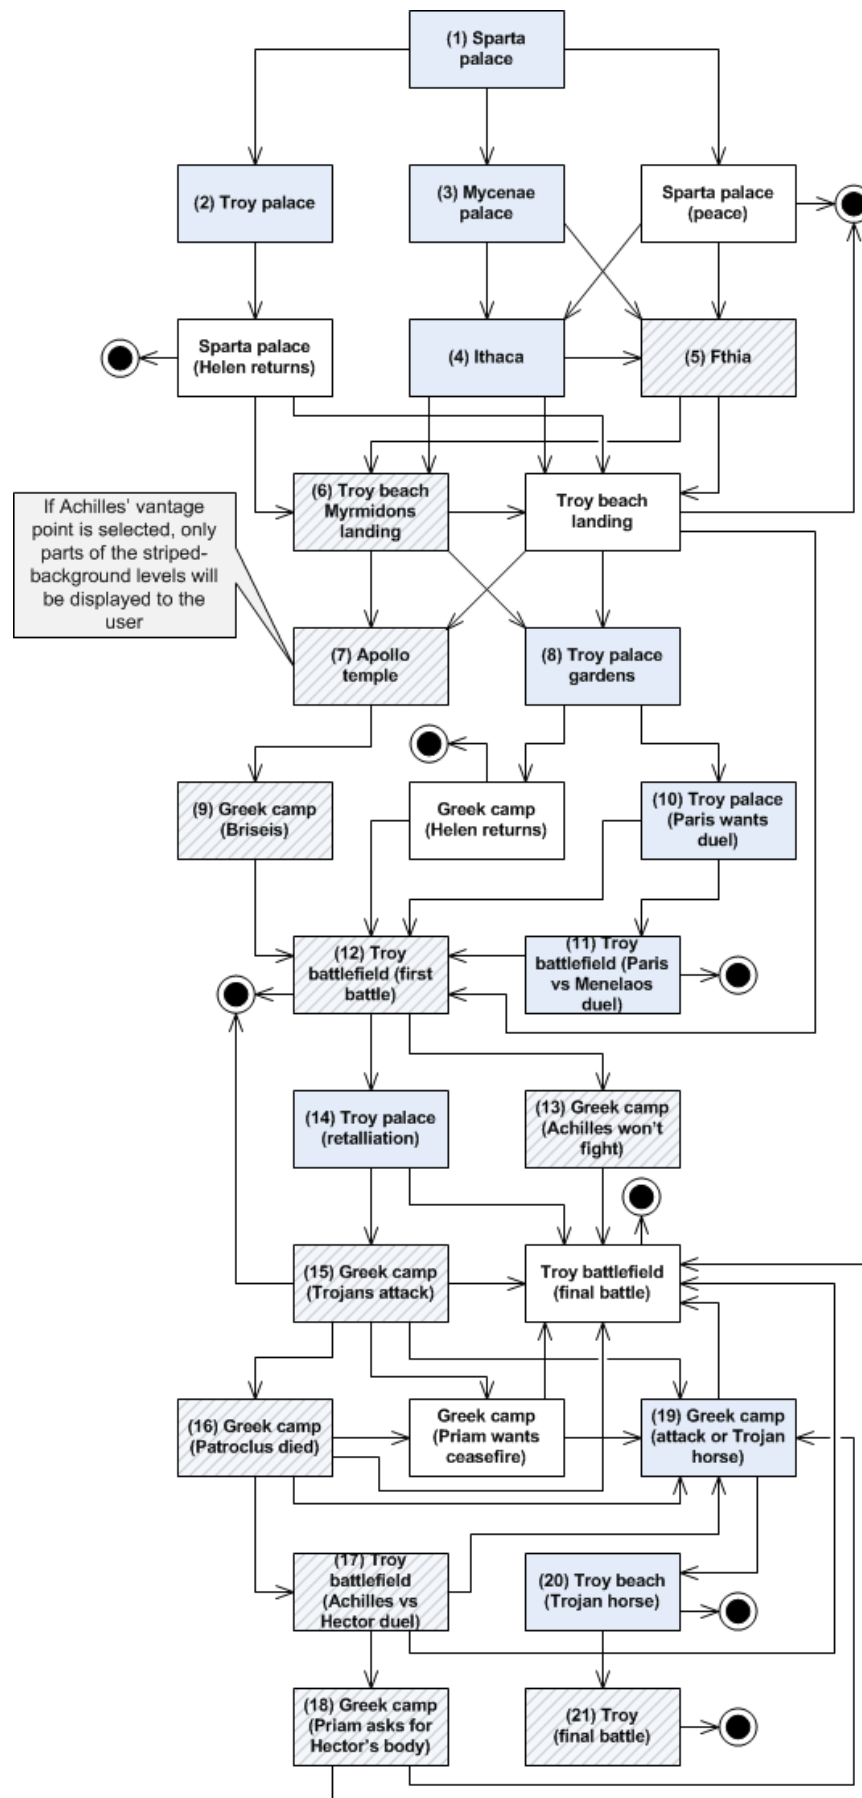 (1) Sparta
palace
(2) Troy palace
(3) Mycenae
palace
Sparta palace
(peace)
Sparta palace
(Helen returns)
(4) Ithaca
(5) Fthia
If Achilles' vantage
point is selected, only
parts of the striped-
background levels will
be displayed to the
user
(6) Troy beach
Myrmidons
landing
Troy beach
landing
(7) Apollo
temple
(8) Troy palace
gardens
(9) Greek camp
(Briseis)
Greek camp
(Helen returns)
(10) Troy palace
(Paris wants
duel)
(12) Troy
battlefield (first
battle)
(11) Troy
battlefield (Paris
vs Menelaos
duel)
(14) Troy palace
(retalliation)
(13) Greek camp
(Achilles won't
fight)
(15) Greek camp
(Trojans attack)
Troy battlefield
(final battle)
(16) Greek camp
(Patroclus died)
Greek camp
(Priam wants
ceasefire)
(19) Greek camp
(attack or Trojan
horse)
(17) Troy
battlefield
(Achilles vs
Hector duel)
(20) Troy beach
(Trojan horse)
(18) Greek camp
(Priam asks for
Hector's body)
(21) Troy
(final battle)